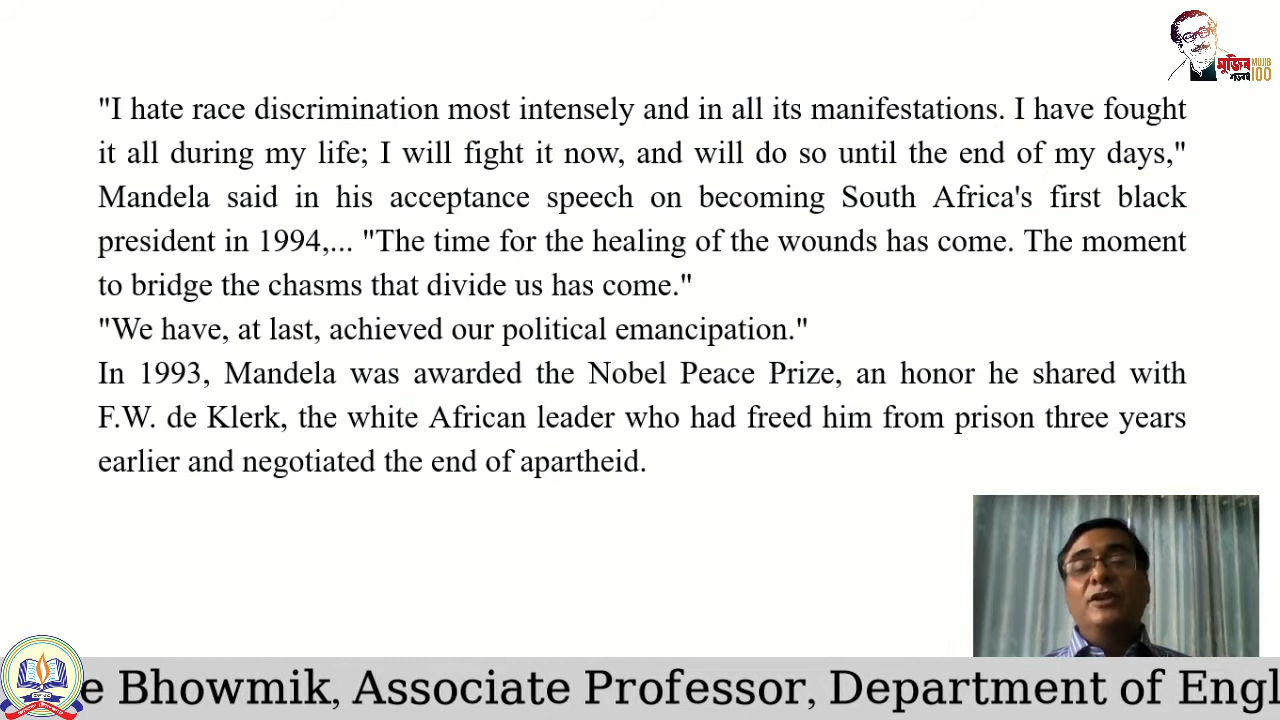 মুজিব MUJIB
শতবর্ষ 100
"I hate race discrimination most intensely and in all its manifestations. I have fought
it all during my life; I will fight it now, and will do so until the end of my days,"
Mandela said in his acceptance speech on becoming South Africa's first black
president in 1994,... "The time for the healing of the wounds has come. The moment
to bridge the chasms that divide us has come."
"We have, at last, achieved our political emancipation."
In 1993, Mandela was awarded the Nobel Peace Prize, an honor he shared with
F.W. de Klerk, the white African leader who had freed him from prison three years
earlier and negotiated the end of apartheid.
e Bhowmik, Associate Professor, Department of Engl